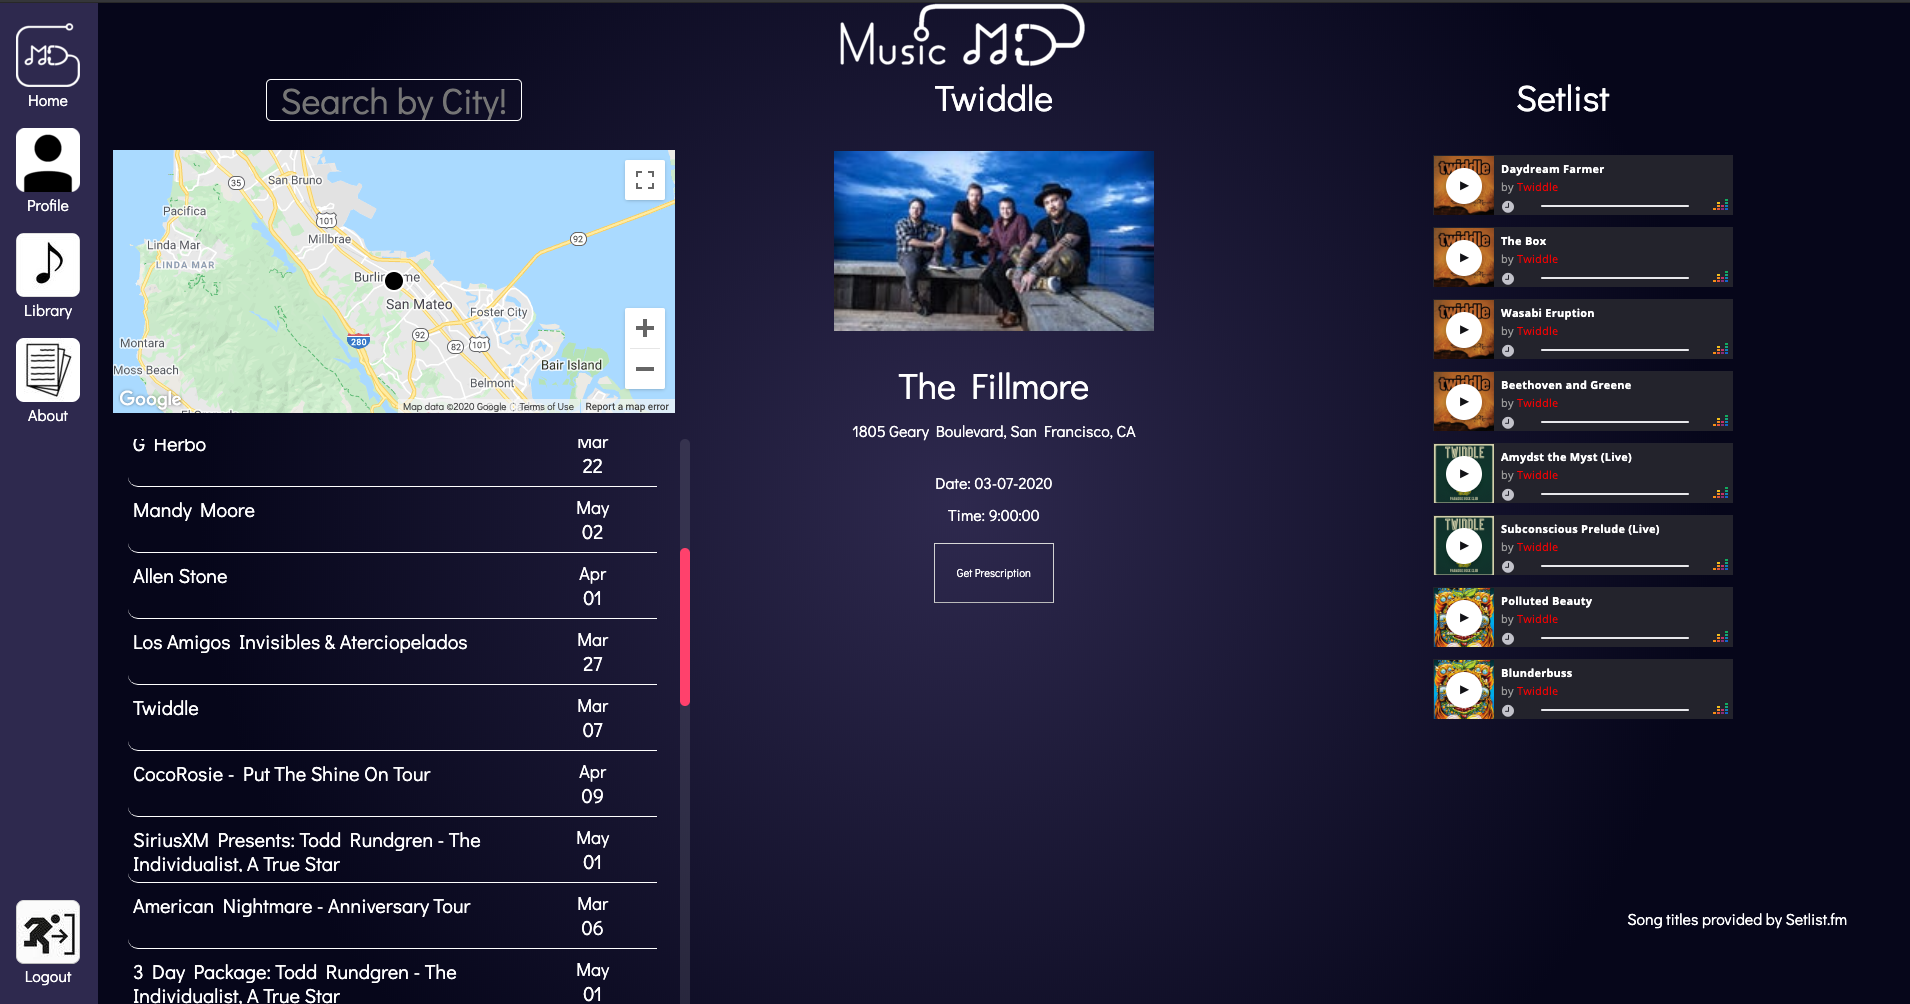 Music MD
MD
Home
Profile
Library
About
Logout
Search by City!
35
San Bruno
Pacifica
101
Millbrae
Linda Mar
LINDA MAR
92
San Mateo
Foster City
92
82
101
280
Montara
Moss Beach
Bair Island
Belmont
Google
Map data ©2020 Google
Terms of Use
Report a map error
G Herbo
Mar
22
Mandy Moore
May
02
Allen Stone
Apr
01
Los Amigos Invisibles & Aterciopelados
Mar
27
Twiddle
Mar
07
CocoRosie - Put The Shine On Tour
Apr
09
SiriusXM Presents: Todd Rundgren - The
Individualist, A True Star
May
01
American Nightmare - Anniversary Tour
Mar
06
3 Day Package: Todd Rundgren - The
Individualist, A True Star
May
01
Twiddle
The Fillmore
1805 Geary Boulevard, San Francisco, CA
Date: 03-07-2020
Time: 9:00:00
Get Prescription
Setlist
Daydream Farmer
by Twiddle
The Box
by Twiddle
Wasabi Eruption
by Twiddle
Beethoven and Greene
by Twiddle
Amydst the Myst (Live)
by Twiddle
Subconscious Prelude (Live)
by Twiddle
Polluted Beauty
by Twiddle
Blunderbuss
by Twiddle
Song titles provided by Setlist.fm